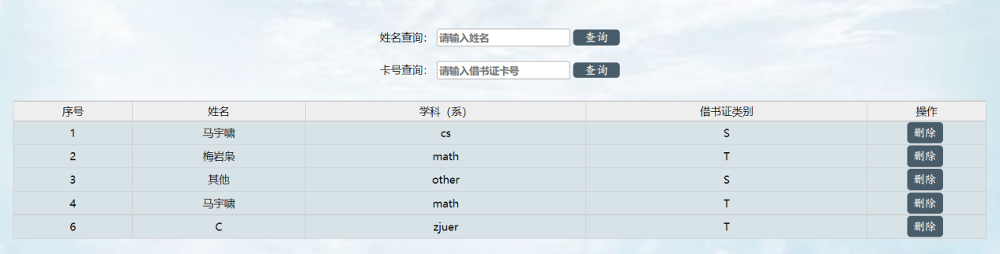 姓名查询： 请输入姓名 查询
卡号查询： 请输入借书证卡号 查询
序号 姓名 学科（系） 借书证类别 操作
1 马宇啸 cs S 删除
2 梅岩枭 math T 删除
3 其他 other S 删除
4 马宇啸 math T 删除
6 C zjuer T 删除